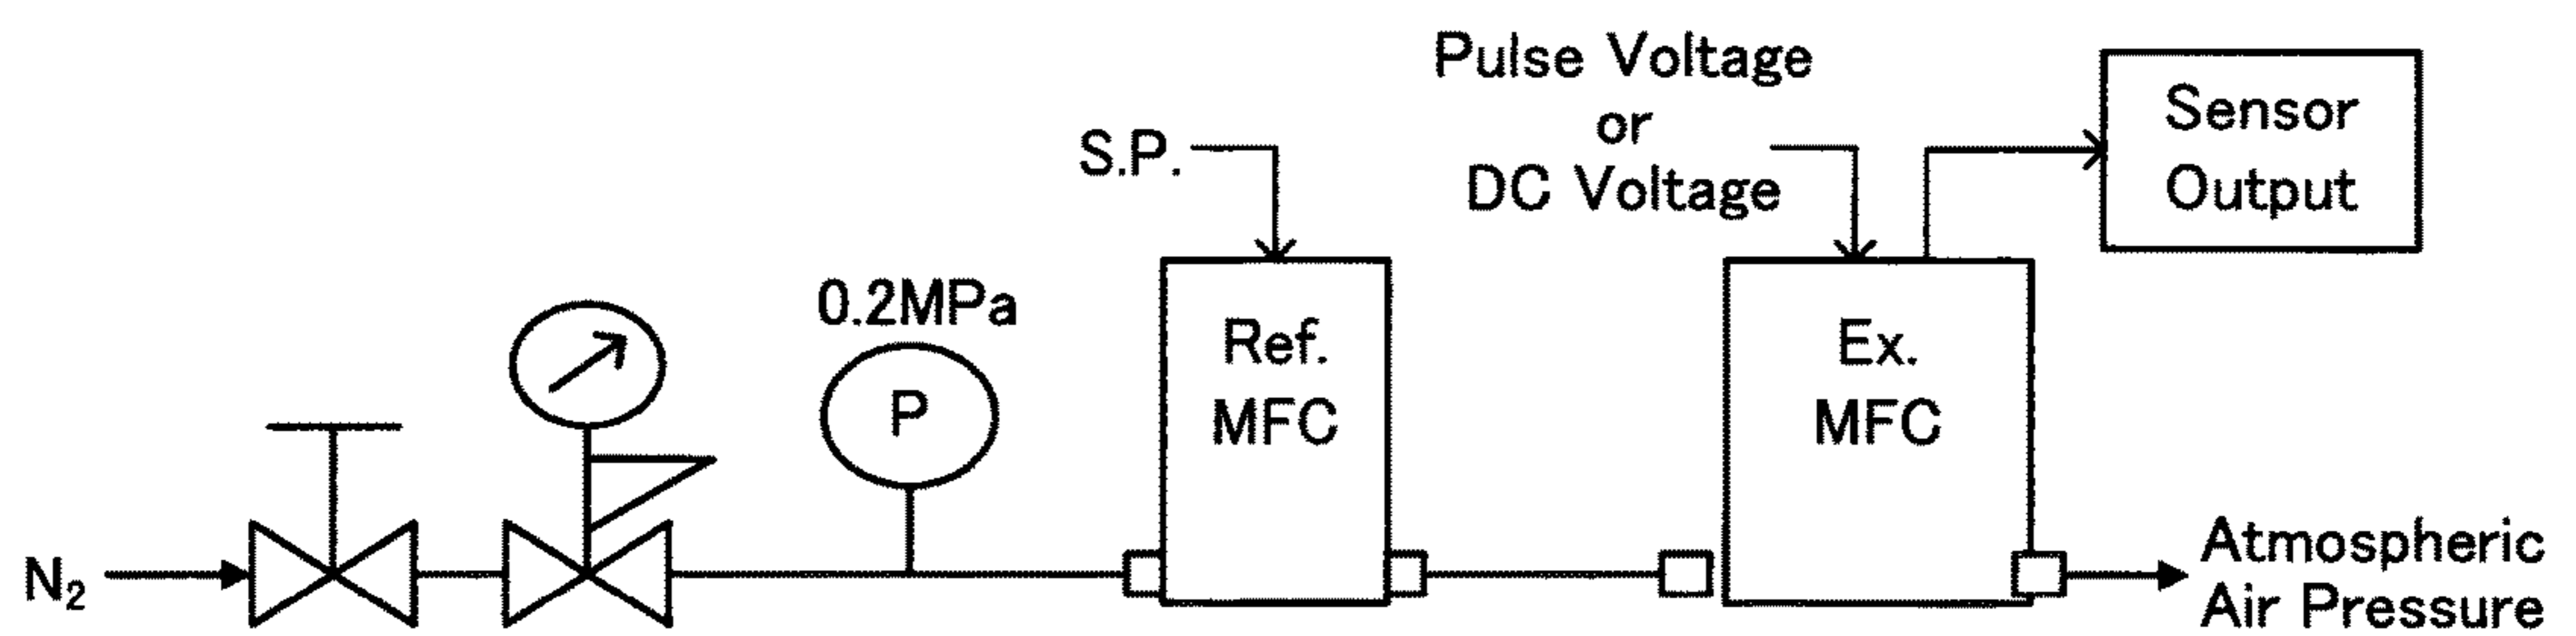 Pulse Voltage
or
DC Voltage
S.P.
Sensor
Output
0.2MPa
P
Ref.
MFC
Ex.
MFC
N₂
Atmospheric
Air Pressure